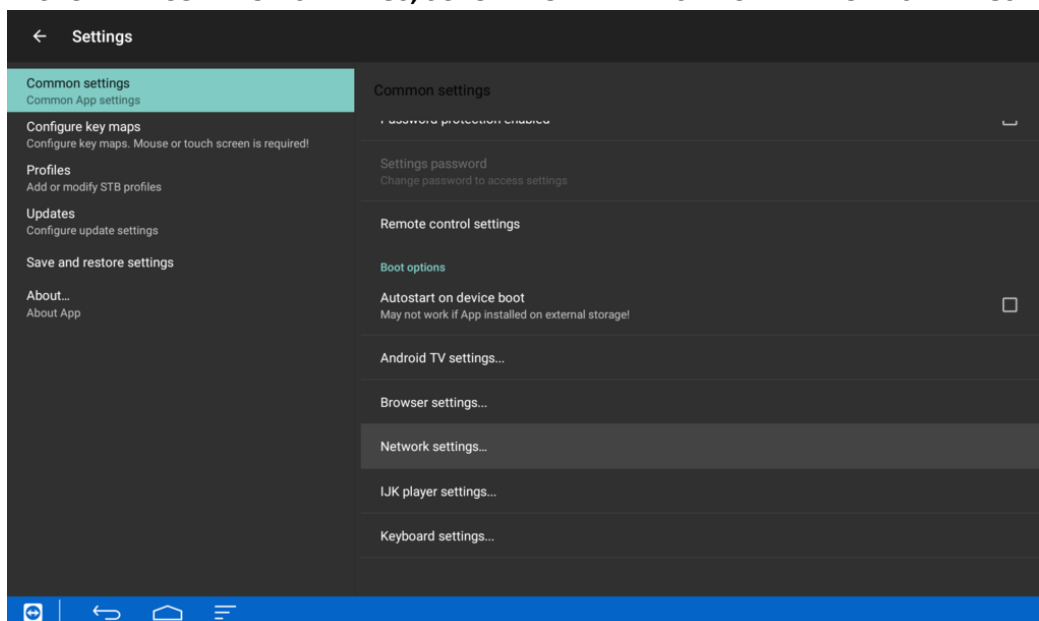 Settings
Common settings
Common App settings
Configure key maps
Configure key maps. Mouse or touch screen is required!
Profiles
Add or modify STB profiles
Updates
Configure update settings
Save and restore settings
About...
About App
Common settings
Password protection enabled
Settings password
Change password to access settings
Remote control settings
Boot options
Autostart on device boot
May not work if App installed on external storage!
Android TV settings...
Browser settings...
Network settings...
IJK player settings...
Keyboard settings...